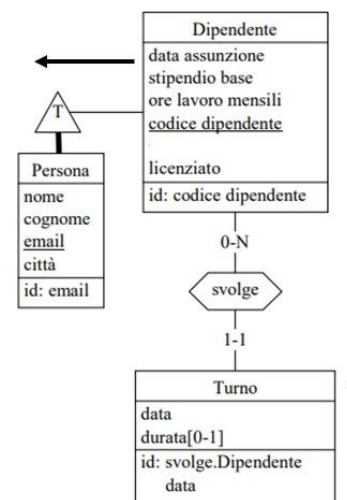 Dipendente
data assunzione
stipendio base
ore lavoro mensili
codice dipendente
licenziato
id: codice dipendente
T
Persona
nome
cognome
email
città
id: email
0-N
svolge
1-1
Turno
data
durata[0-1]
id: svolge.Dipendente
data